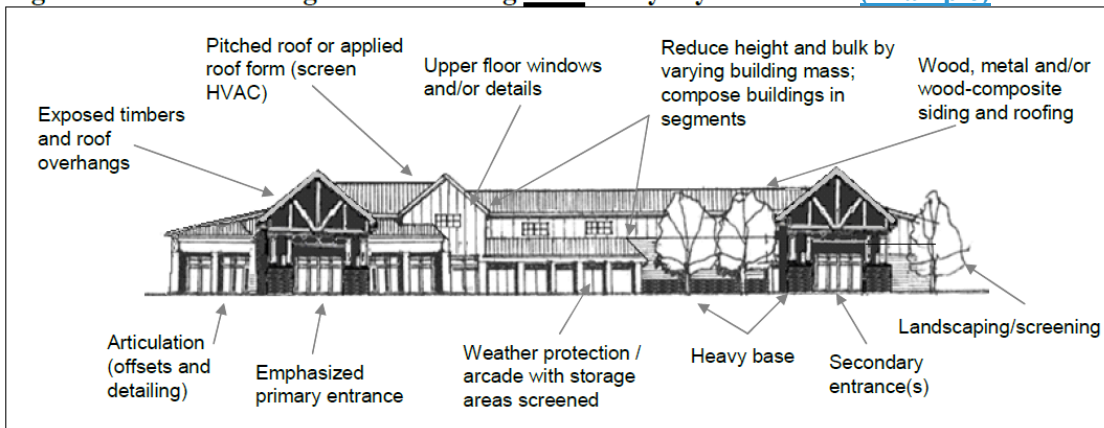 Pitched roof or applied
roof form (screen
HVAC)
Upper floor windows
and/or details
Reduce height and bulk by
varying building mass;
compose buildings in
segments
Wood, metal and/or
wood-composite
siding and roofing
Exposed timbers
and roof
overhangs
Articulation
(offsets and
detailing)
Emphasized
primary entrance
Weather protection /
arcade with storage
areas screened
Heavy base
Secondary
entrance(s)
Landscaping/screening